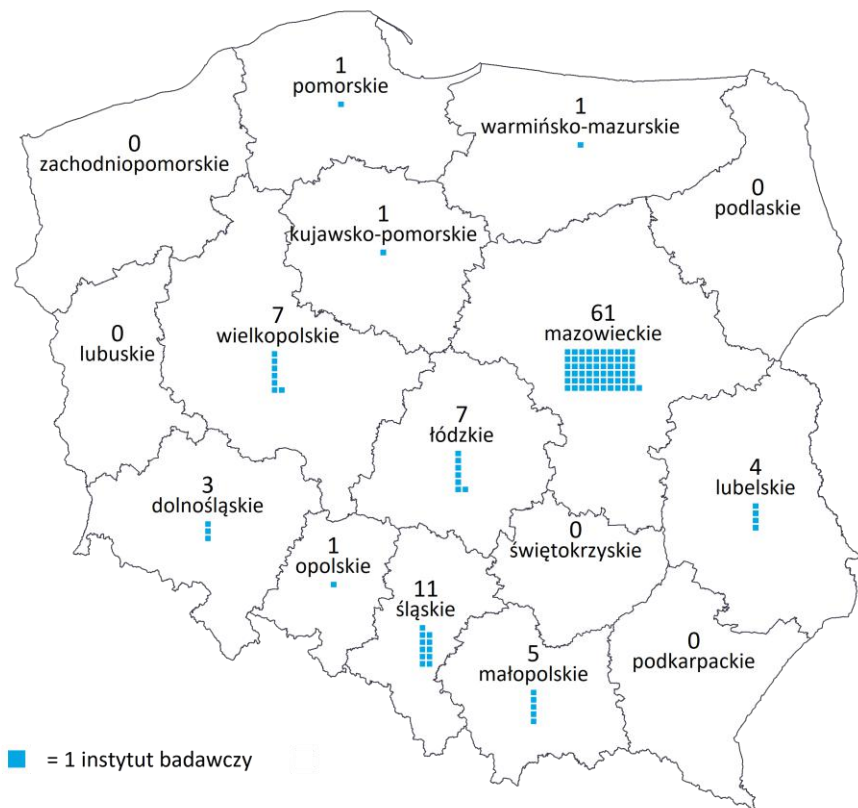 1
pomorskie
1
warmińsko-mazurskie
0
zachodniopomorskie
0
podlaskie
1
kujawsko-pomorskie
61
mazowieckie
7
wielkopolskie
0
lubuskie
7
łódzkie
4
lubelskie
3
dolnośląskie
0
świętokrzyskie
1
opolskie
11
śląskie
0
podkarpackie
5
małopolskie
= 1 instytut badawczy